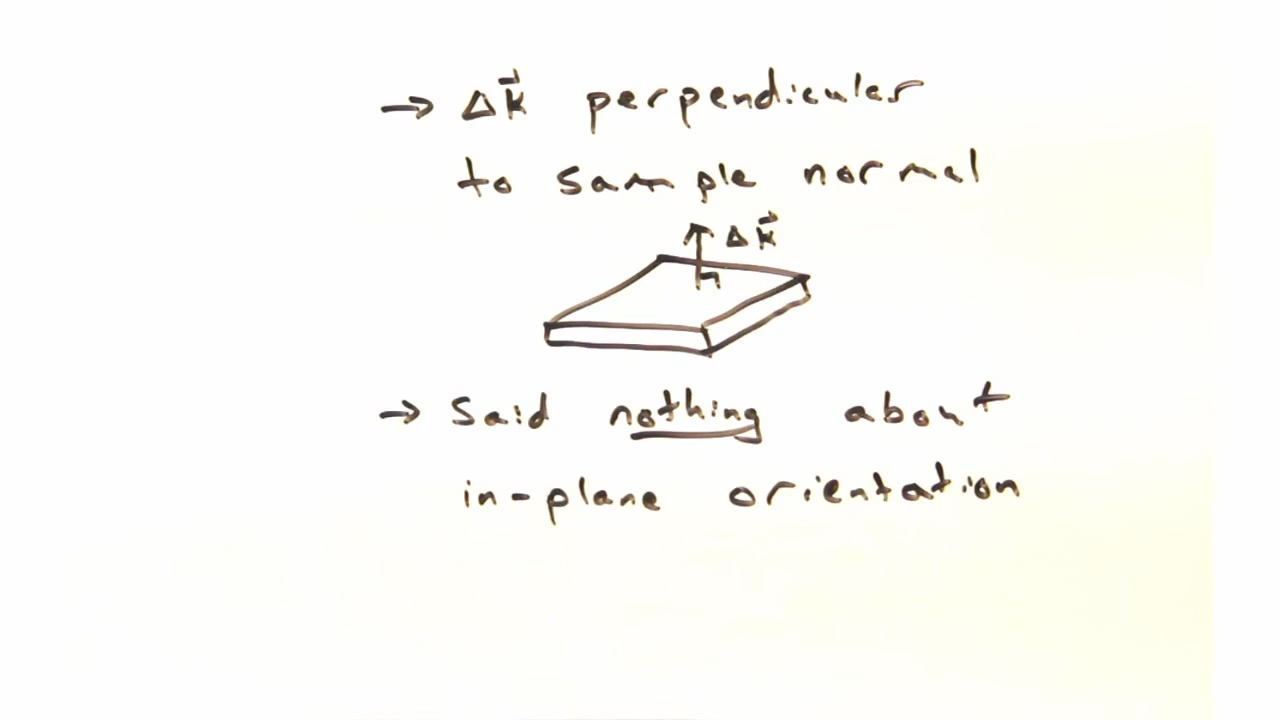 → Δk⃗ perpendicular
to sample normal
Δk⃗
→ Said nothing about
in-plane orientation